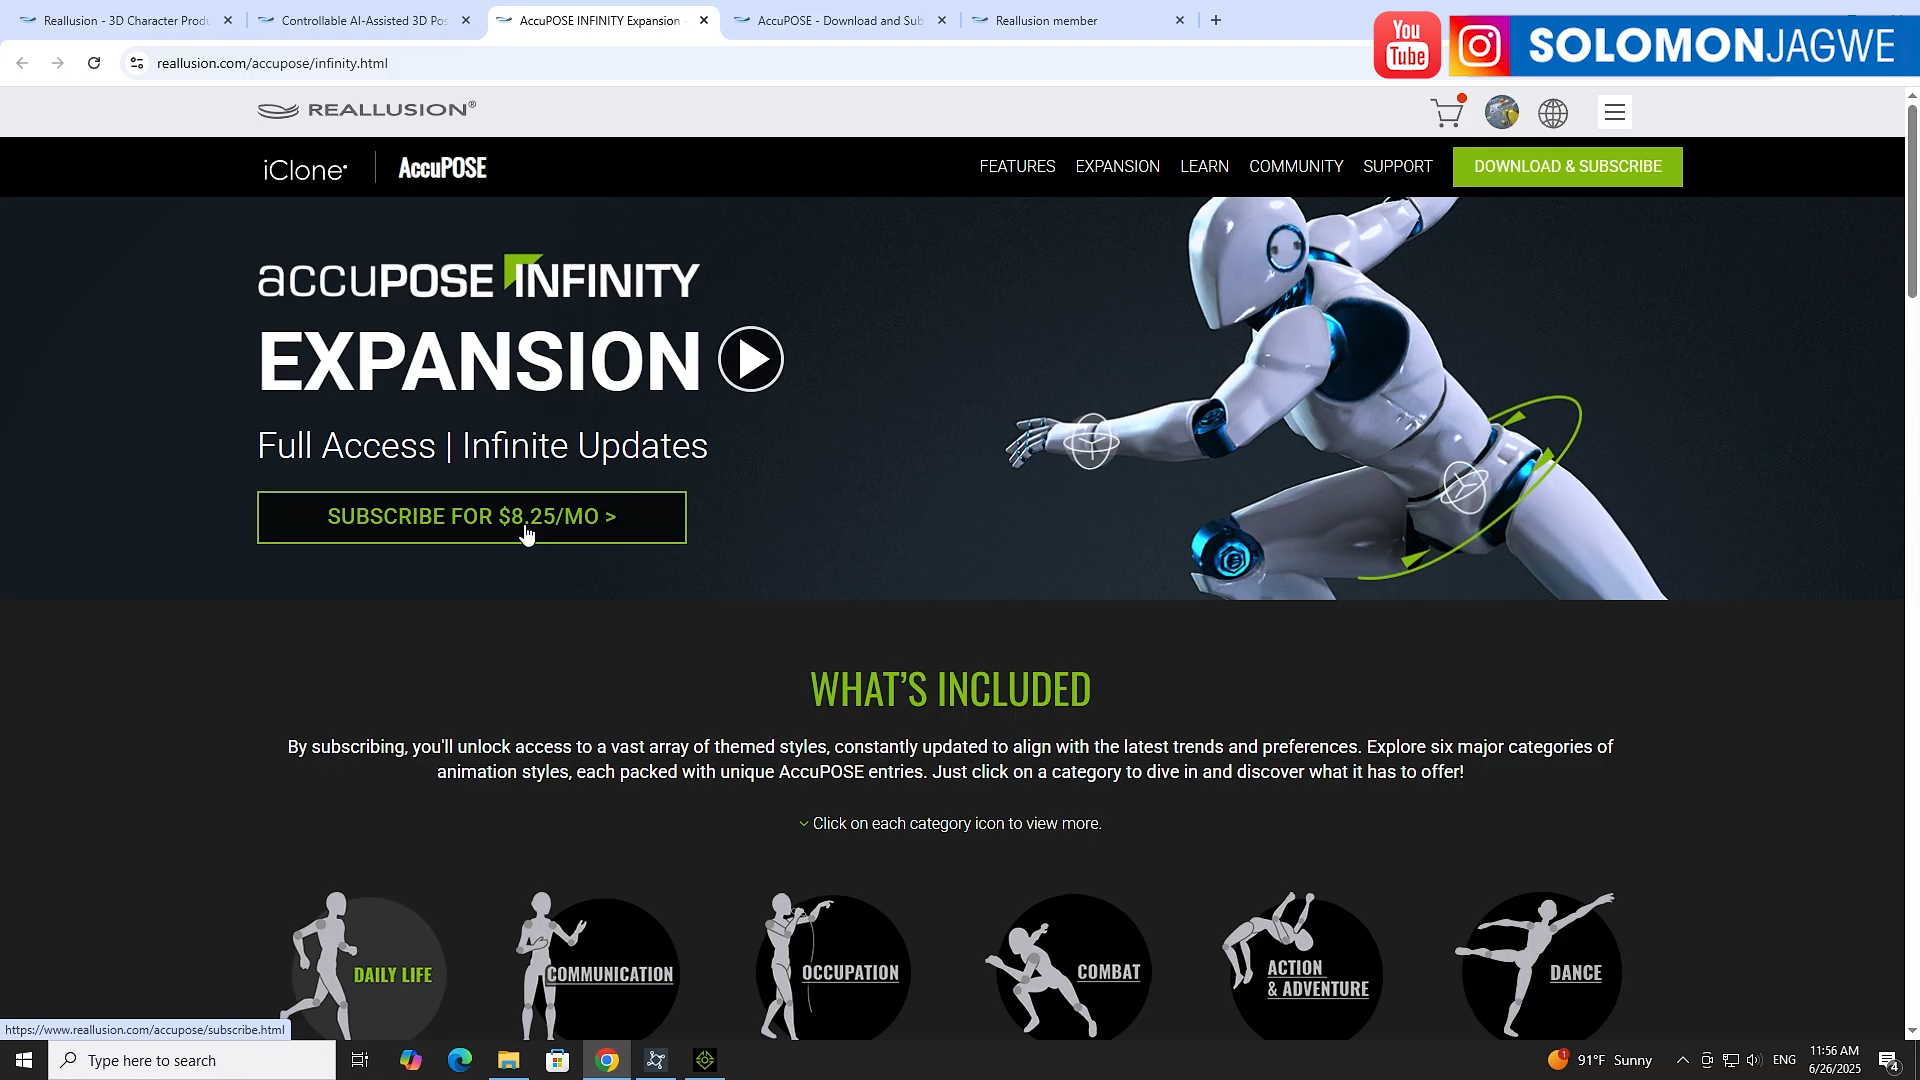 Reallusion - 3D Character Produ
Controllable AI-Assisted 3D Pos
AccuPOSE INFINITY Expansion -
AccuPOSE - Download and Sub
Reallusion member
reallusion.com/accupose/infinity.html
You
Tube
SOLOMONJAGWE
REALLUSION®
iClone
AccuPOSE
FEATURES
EXPANSION
LEARN
COMMUNITY
SUPPORT
DOWNLOAD & SUBSCRIBE
accuPOSE INFINITY
EXPANSION
Full Access | Infinite Updates
SUBSCRIBE FOR $8.25/MO >
WHAT'S INCLUDED
By subscribing, you'll unlock access to a vast array of themed styles, constantly updated to align with the latest trends and preferences. Explore six major categories of
animation styles, each packed with unique AccuPOSE entries. Just click on a category to dive in and discover what it has to offer!
Click on each category icon to view more.
DAILY LIFE
COMMUNICATION
OCCUPATION
COMBAT
ACTION
& ADVENTURE
DANCE
https://www.reallusion.com/accupose/subscribe.html
Type here to search
1
91°F Sunny
ENG
11:56 AM
6/26/2025
4